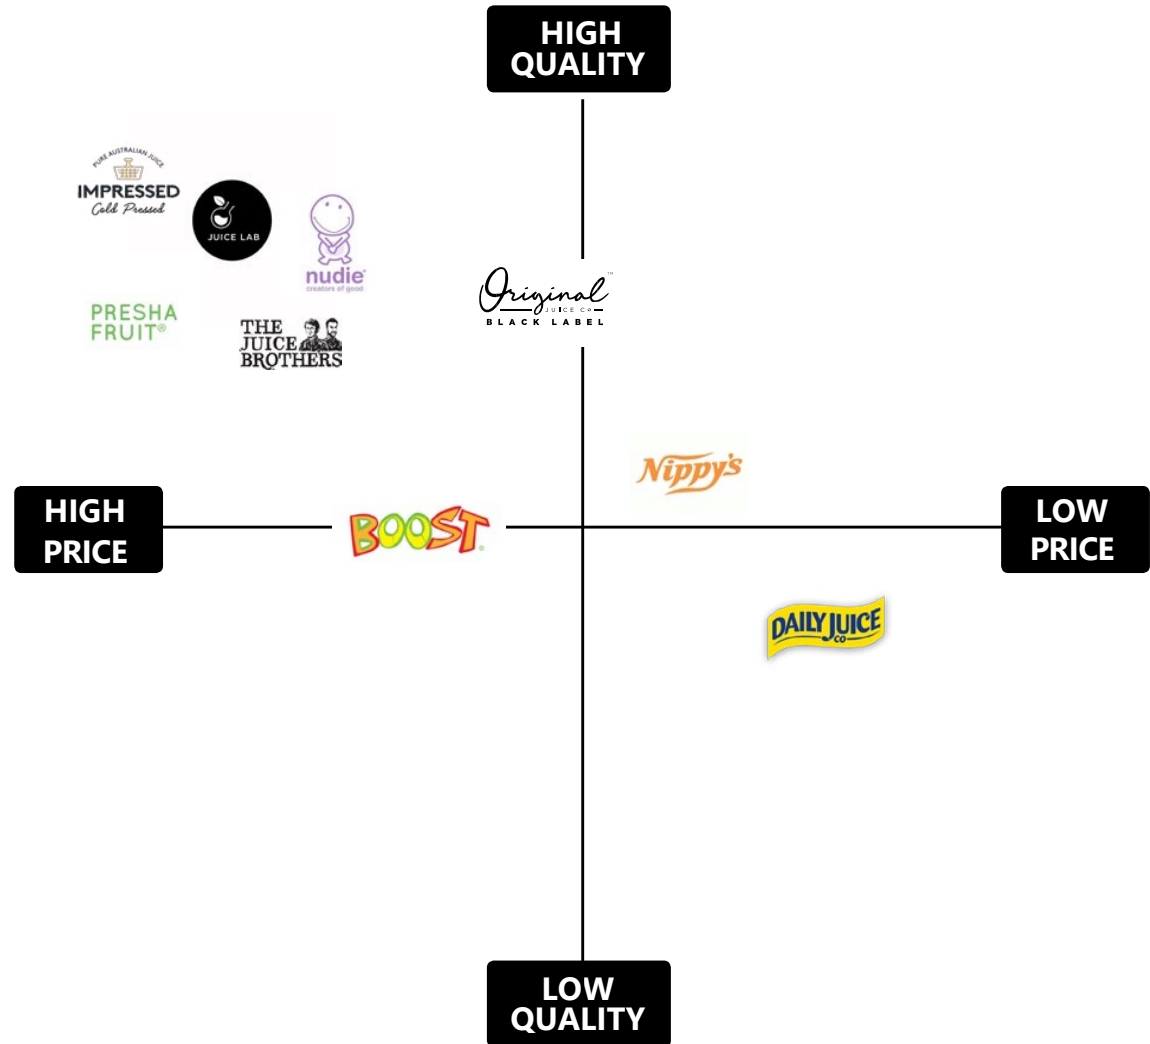 HIGH
QUALITY
PURE AUSTRALIAN JUICE
IMPRESSED
Cold Pressed
JUICE LAB
nudie®
creators of good
Original™
JUICE Co
BLACK LABEL
PRESHA
FRUIT®
THE
JUICE
BROTHERS
Nippy's
HIGH
PRICE
BOOST®
LOW
PRICE
DAILY JUICE
CO
LOW
QUALITY